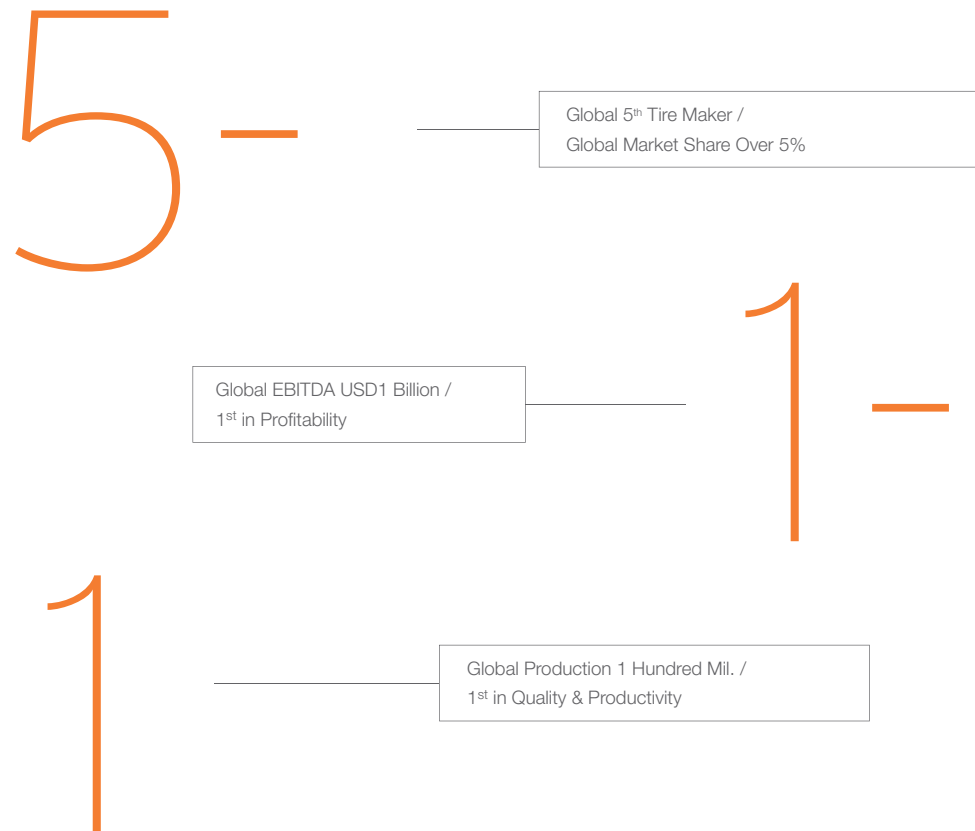 5 –
Global 5th Tire Maker /
Global Market Share Over 5%
1 –
Global EBITDA USD1 Billion /
1st in Profitability
1
Global Production 1 Hundred Mil. /
1st in Quality & Productivity